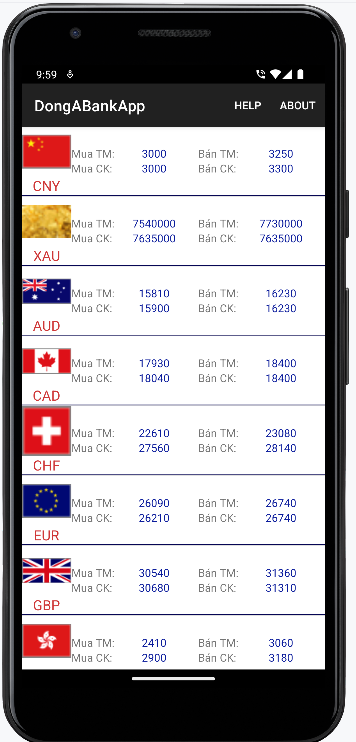 9:59
DongABankApp HELP ABOUT
Mua TM: 3000 Bán TM: 3250
Mua CK: 3000 Bán CK: 3300
CNY
Mua TM: 7540000 Bán TM: 7730000
Mua CK: 7635000 Bán CK: 7635000
XAU
Mua TM: 15810 Bán TM: 16230
Mua CK: 15900 Bán CK: 16230
AUD
Mua TM: 17930 Bán TM: 18400
Mua CK: 18040 Bán CK: 18400
CAD
Mua TM: 22610 Bán TM: 23080
Mua CK: 27560 Bán CK: 28140
CHF
Mua TM: 26090 Bán TM: 26740
Mua CK: 26210 Bán CK: 26740
EUR
Mua TM: 30540 Bán TM: 31360
Mua CK: 30680 Bán CK: 31310
GBP
Mua TM: 2410 Bán TM: 3060
Mua CK: 2900 Bán CK: 3180